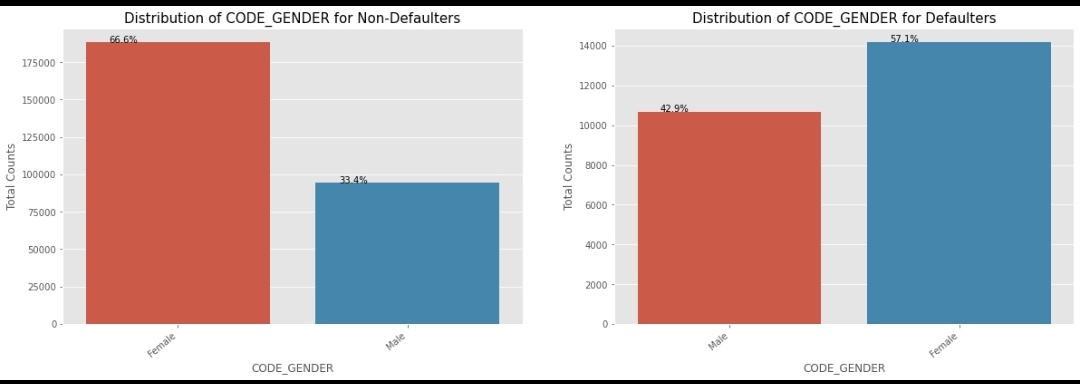 Distribution of CODE_GENDER for Non-Defaulters
66.6%
175000
150000
125000
100000
33.4%
75000
50000
25000
0
Total Counts
Female
Male
CODE_GENDER
Distribution of CODE_GENDER for Defaulters
57.1%
14000
12000
42.9%
10000
8000
6000
4000
2000
0
Total Counts
Male
Female
CODE_GENDER